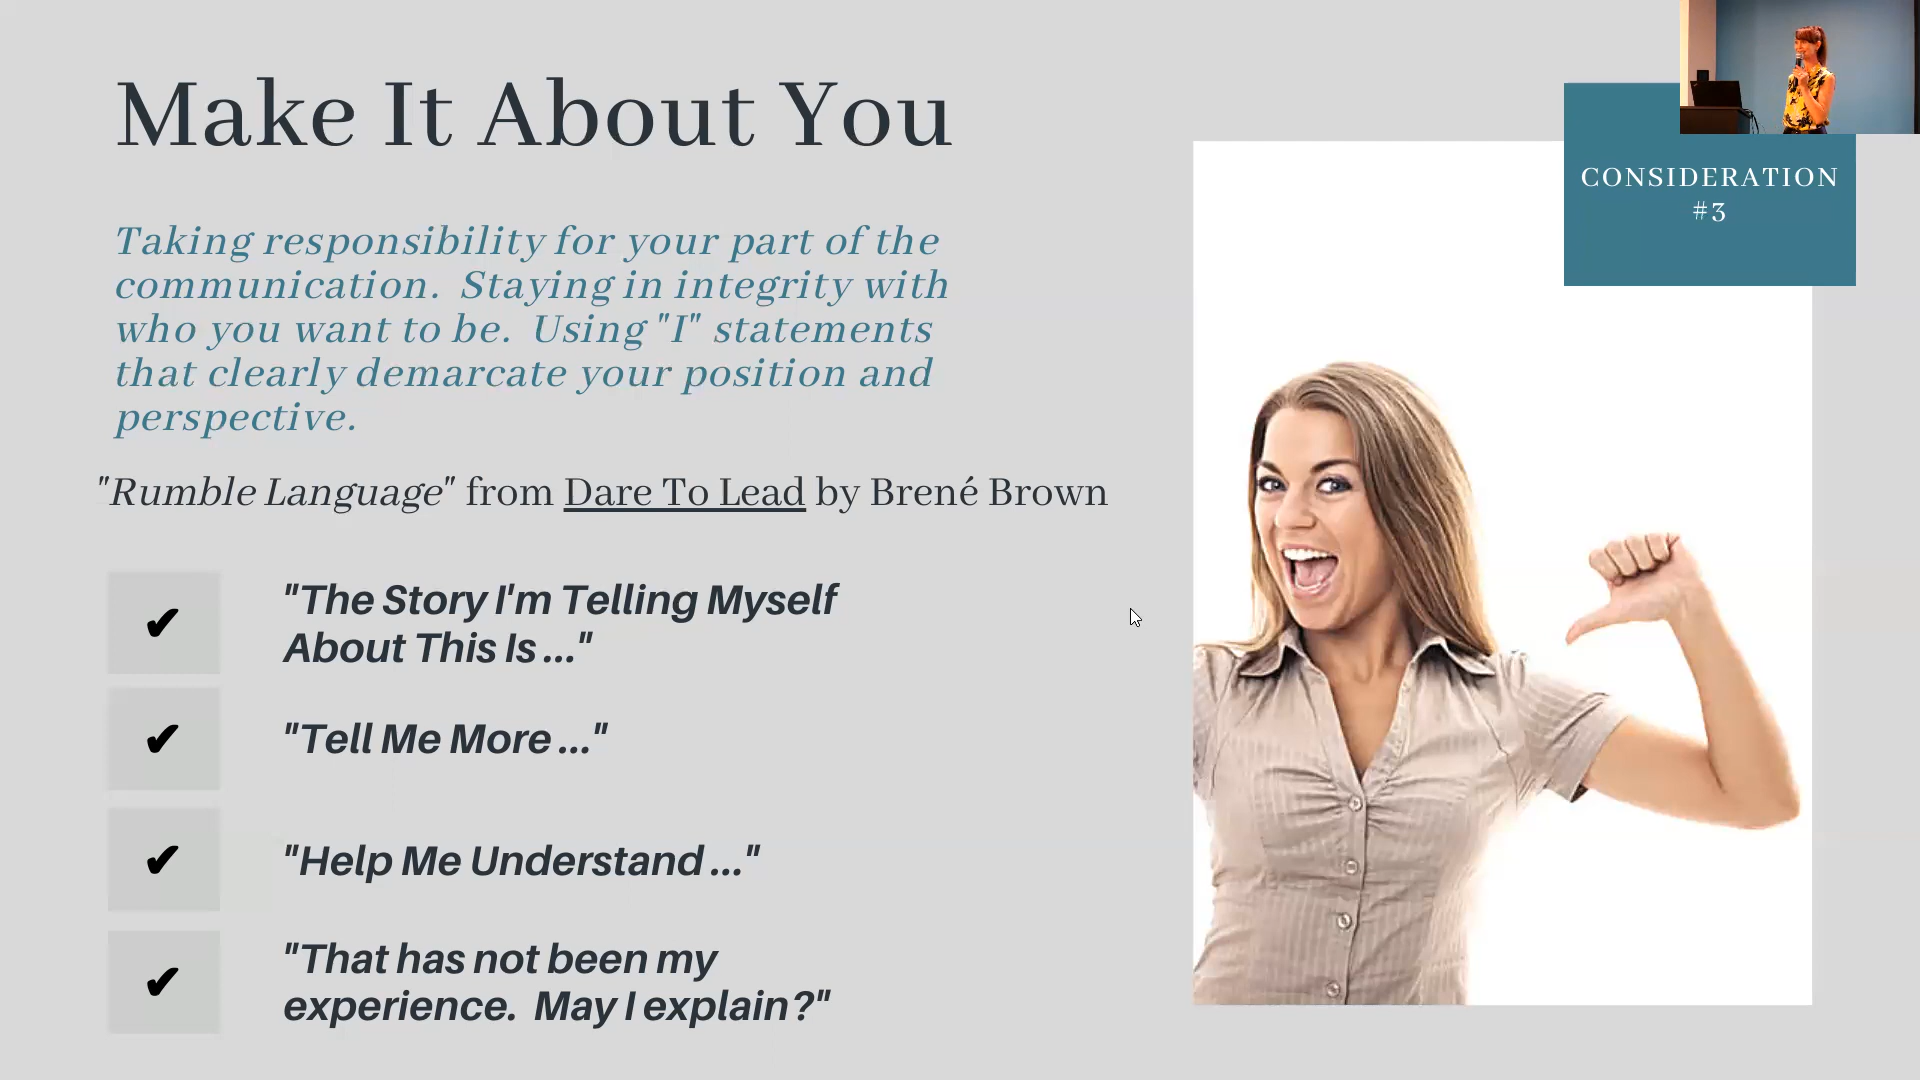 Make It About You
CONSIDERATION
#3
Taking responsibility for your part of the
communication.  Staying in integrity with
who you want to be.  Using "I" statements
that clearly demarcate your position and
perspective.
"Rumble Language" from Dare To Lead by Brené Brown
✔ "The Story I'm Telling Myself
About This Is ..."
✔ "Tell Me More ..."
✔ "Help Me Understand ..."
✔ "That has not been my
experience.  May I explain?"